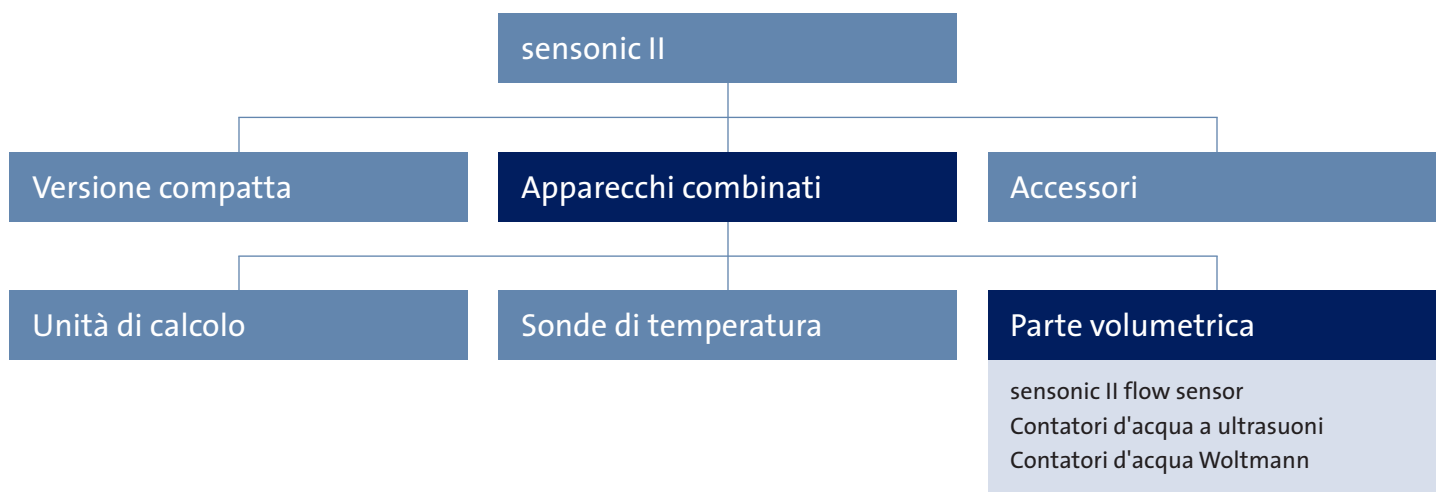 sensonic II
Versione compatta
Apparecchi combinati
Accessori
Unità di calcolo
Sonde di temperatura
Parte volumetrica
sensonic II flow sensor
Contatori d'acqua a ultrasuoni
Contatori d'acqua Woltmann